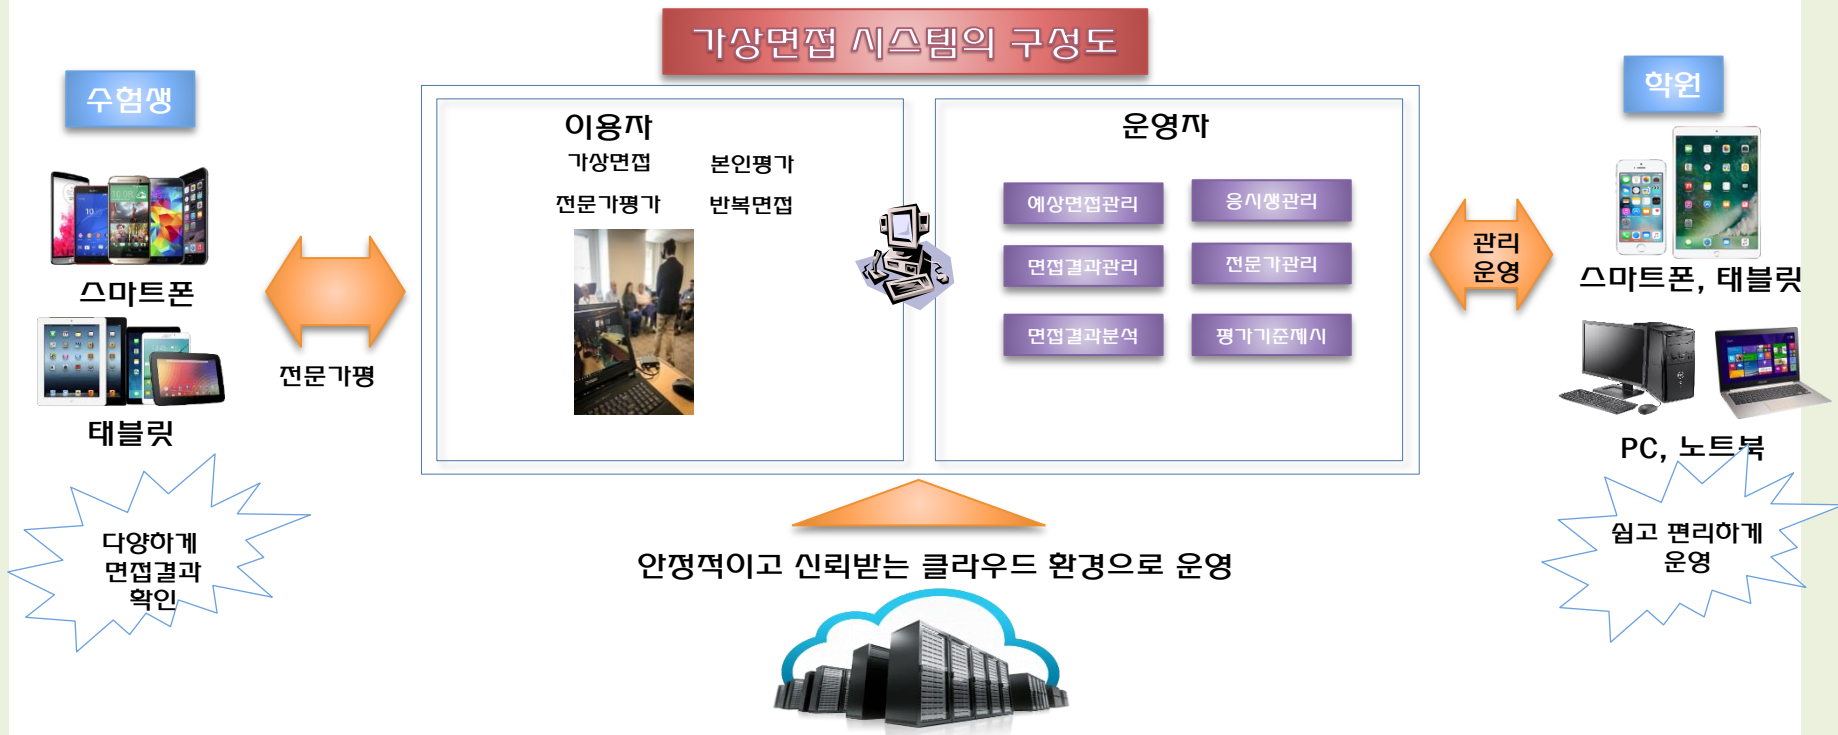 가상면접 시스템의 구성도
수험생
학원
이용자
가상면접 본인평가
전문가평가 반복면접
운영자
예상면접관리 응시생관리
면접결과관리 전문가관리
면접결과분석 평가기준제시
스마트폰
전문가평
태블릿
관리
운영
스마트폰, 태블릿
PC, 노트북
다양하게
면접결과
확인
쉽고 편리하게
운영
안정적이고 신뢰받는 클라우드 환경으로 운영